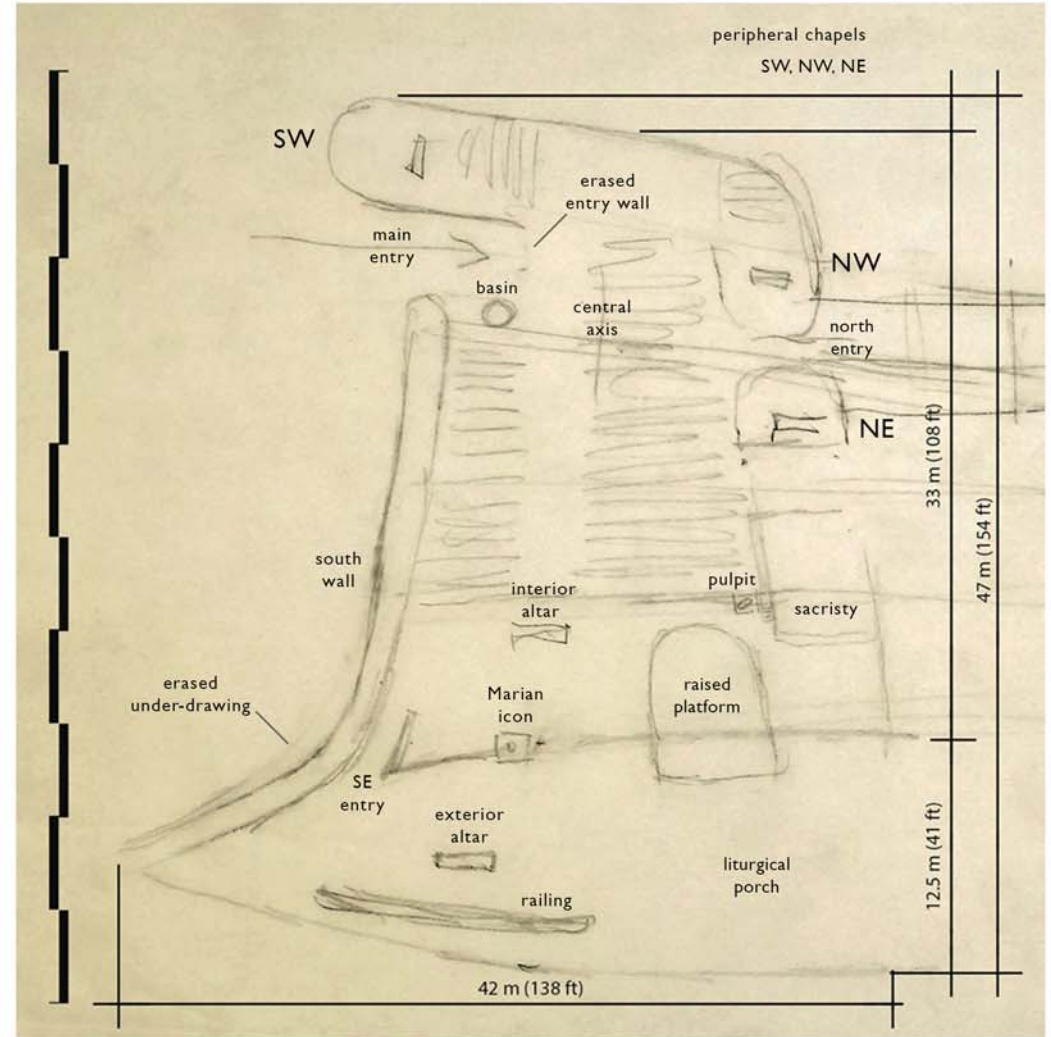 peripheral chapels
SW, NW, NE
SW
erased
entry wall
main
entry
NW
basin
central
axis
north
entry
NE
33 m (108 ft)
47 m (154 ft)
south
wall
interior
altar
pulpit
sacristy
erased
under-drawing
Marian
icon
raised
platform
SE
entry
exterior
altar
12.5 m (41 ft)
liturgical
porch
railing
42 m (138 ft)